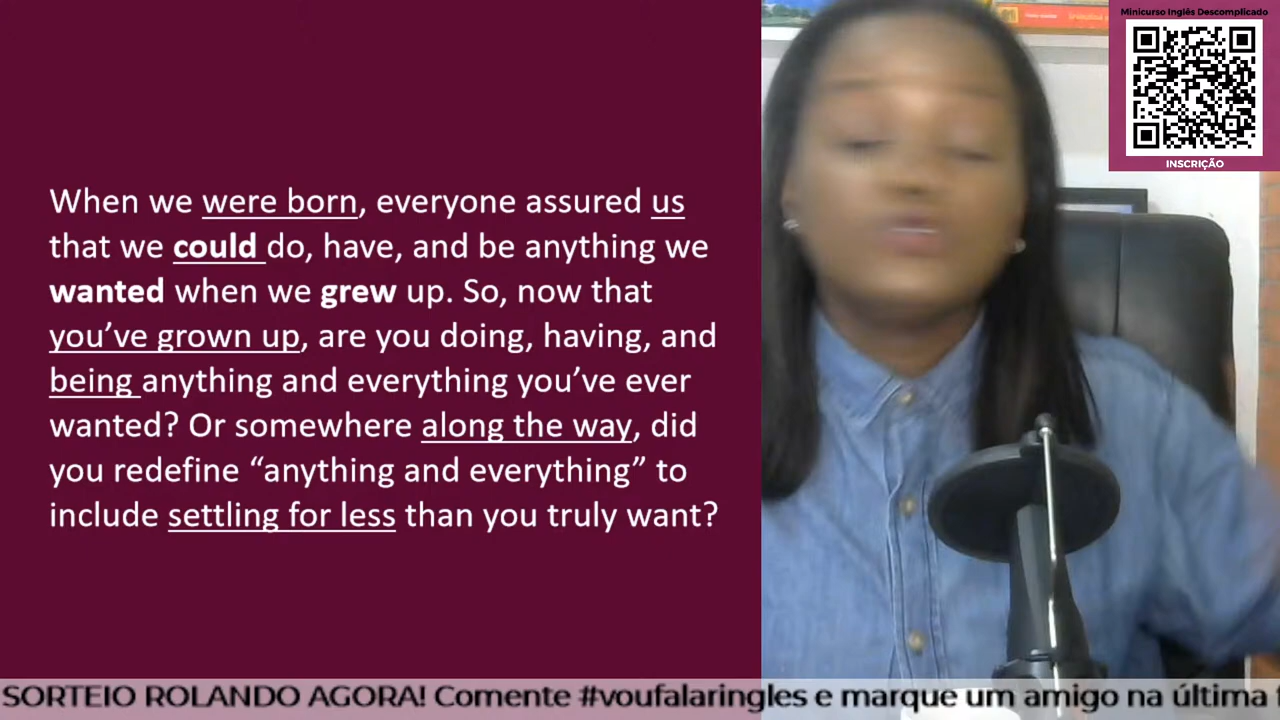 Minicurso Inglês Descomplicado
INSCRIÇÃO
When we were born, everyone assured us
that we could do, have, and be anything we
wanted when we grew up. So, now that
you’ve grown up, are you doing, having, and
being anything and everything you’ve ever
wanted? Or somewhere along the way, did
you redefine “anything and everything” to
include settling for less than you truly want?
SORTEIO ROLANDO AGORA! Comente #voufalaringles e marque um amigo na última